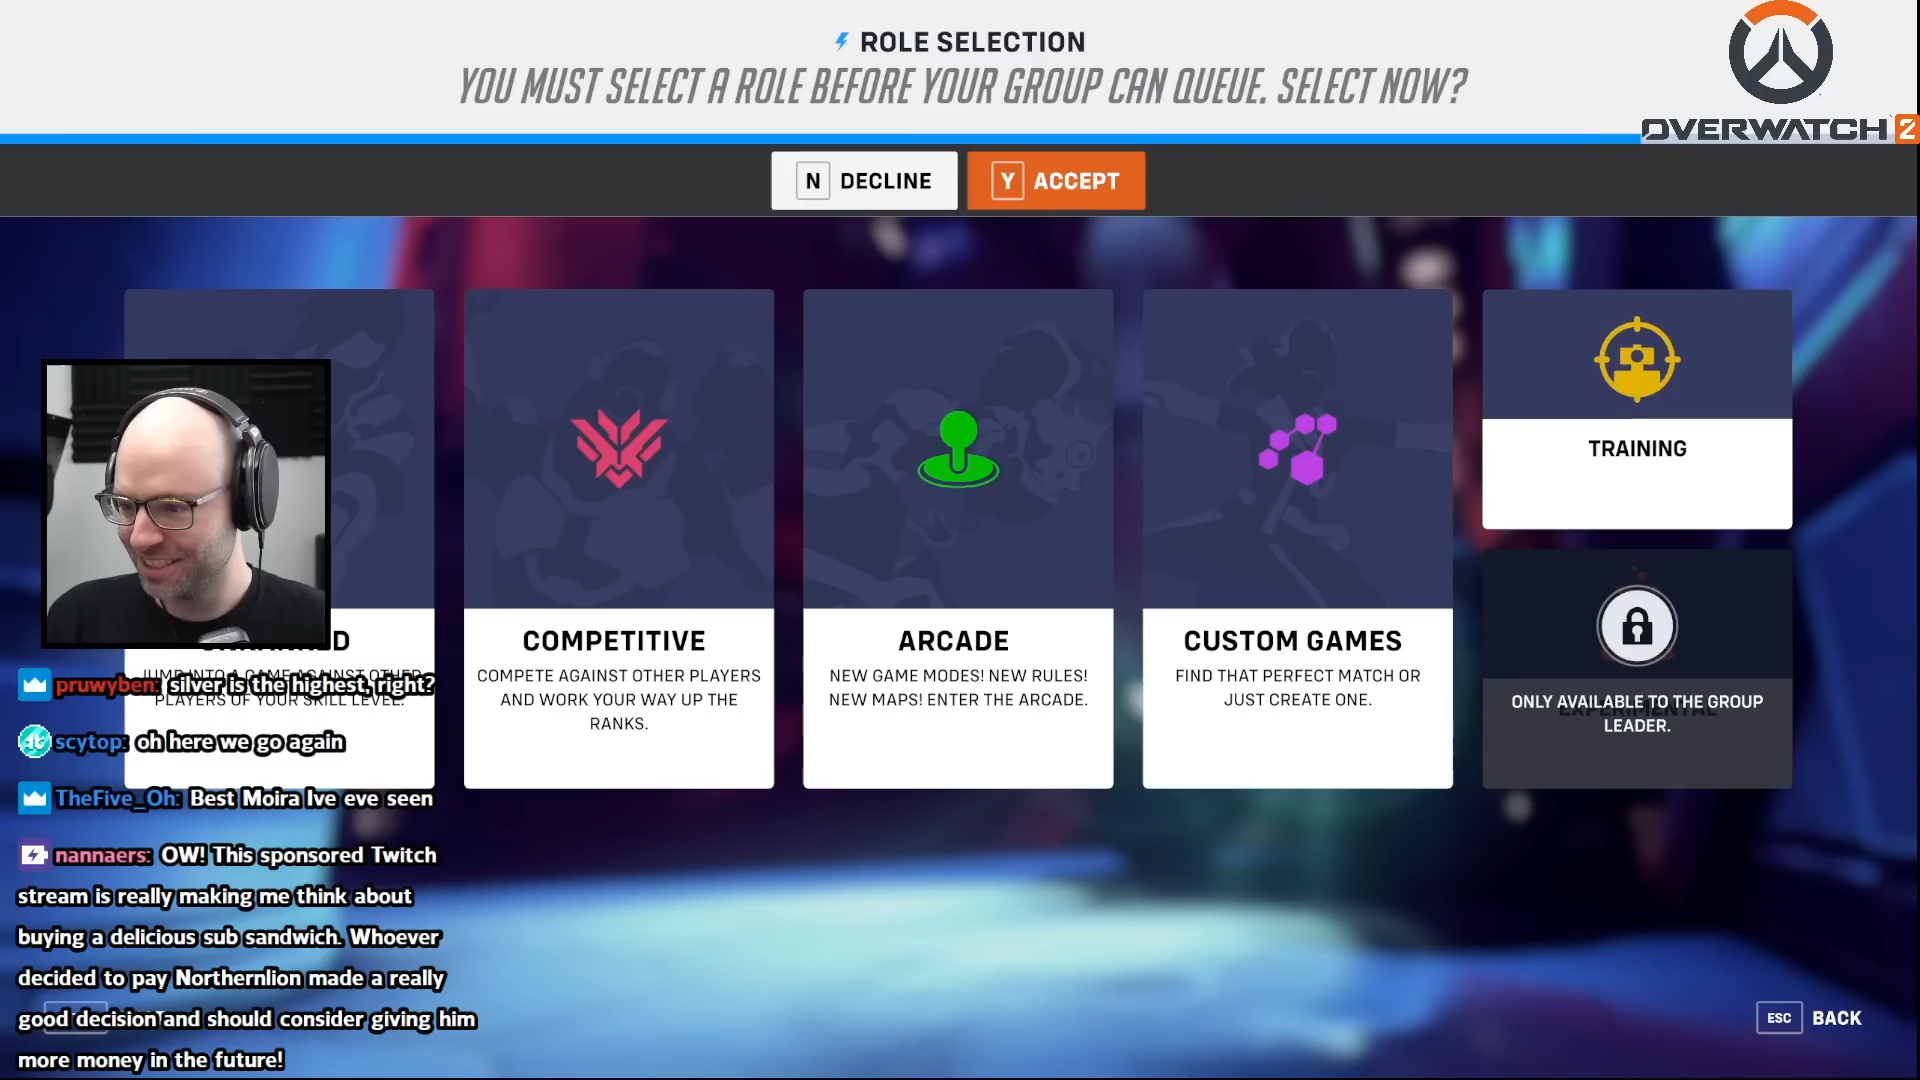 ROLE SELECTION
YOU MUST SELECT A ROLE BEFORE YOUR GROUP CAN QUEUE. SELECT NOW?
OVERWATCH 2
N DECLINE
Y ACCEPT
COMPETITIVE
COMPETE AGAINST OTHER PLAYERS
AND WORK YOUR WAY UP THE
RANKS.
ARCADE
NEW GAME MODES! NEW RULES!
NEW MAPS! ENTER THE ARCADE.
CUSTOM GAMES
FIND THAT PERFECT MATCH OR
JUST CREATE ONE.
TRAINING
EXPERIMENTAL
ONLY AVAILABLE TO THE GROUP
LEADER.
JUMP INTO A GAME AGAINST OTHER
PLAYERS OF YOUR SKILL LEVEL.
pruwyben: silver is the highest, right?
scytop: oh here we go again
TheFive_Oh: Best Moira Ive eve seen
nannaers: OW! This sponsored Twitch
stream is really making me think about
buying a delicious sub sandwich. Whoever
decided to pay Northernlion made a really
good decision and should consider giving him
more money in the future!
ESC BACK